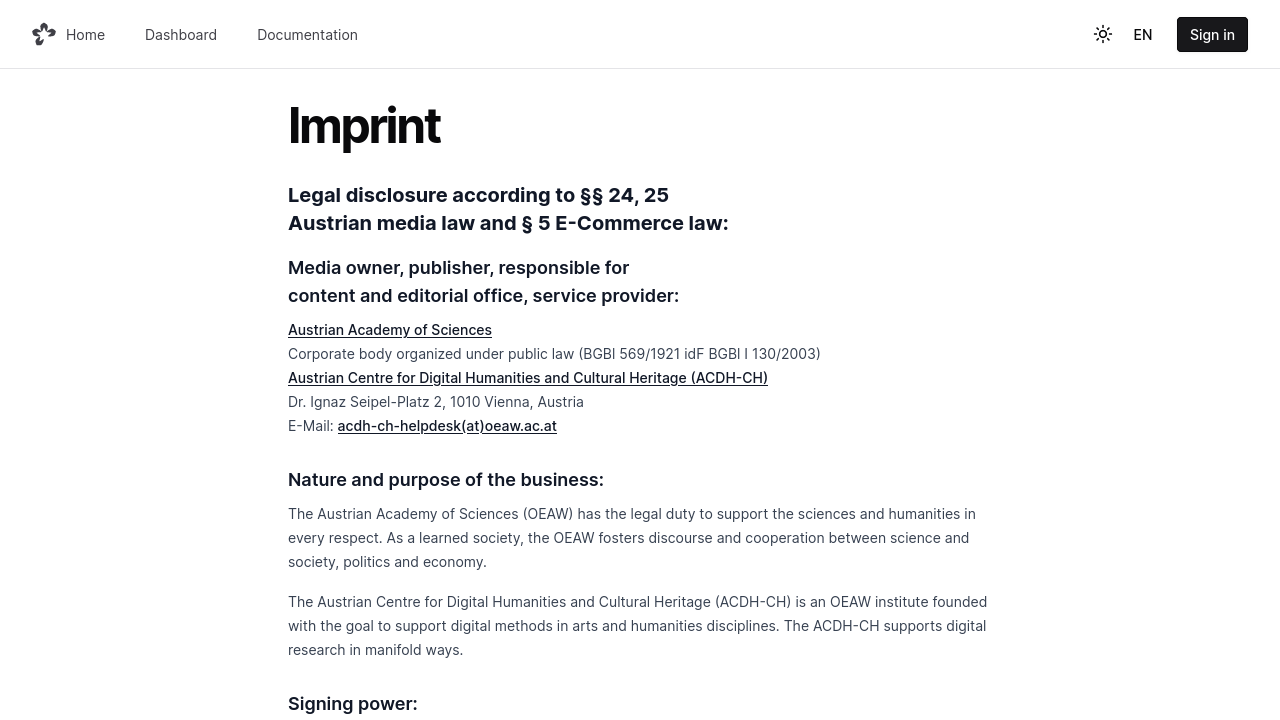 Home
Dashboard
Documentation
EN
Sign in
Imprint
Legal disclosure according to §§ 24, 25
Austrian media law and § 5 E-Commerce law:
Media owner, publisher, responsible for
content and editorial office, service provider:
Austrian Academy of Sciences
Corporate body organized under public law (BGBl 569/1921 idF BGBl I 130/2003)
Austrian Centre for Digital Humanities and Cultural Heritage (ACDH-CH)
Dr. Ignaz Seipel-Platz 2, 1010 Vienna, Austria
E-Mail: acdh-ch-helpdesk(at)oeaw.ac.at
Nature and purpose of the business:
The Austrian Academy of Sciences (OEAW) has the legal duty to support the sciences and humanities in
every respect. As a learned society, the OEAW fosters discourse and cooperation between science and
society, politics and economy.
The Austrian Centre for Digital Humanities and Cultural Heritage (ACDH-CH) is an OEAW institute founded
with the goal to support digital methods in arts and humanities disciplines. The ACDH-CH supports digital
research in manifold ways.
Signing power: